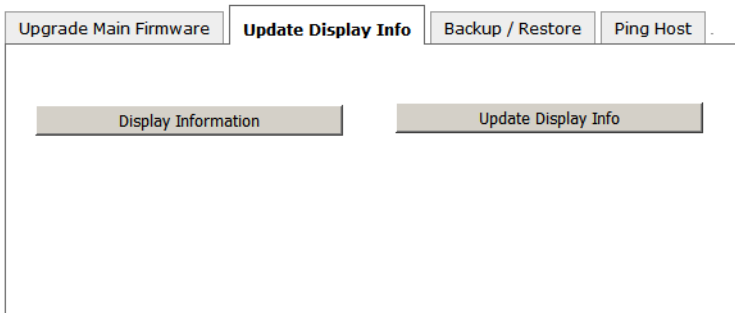 Upgrade Main Firmware Update Display Info Backup / Restore Ping Host .
Display Information Update Display Info